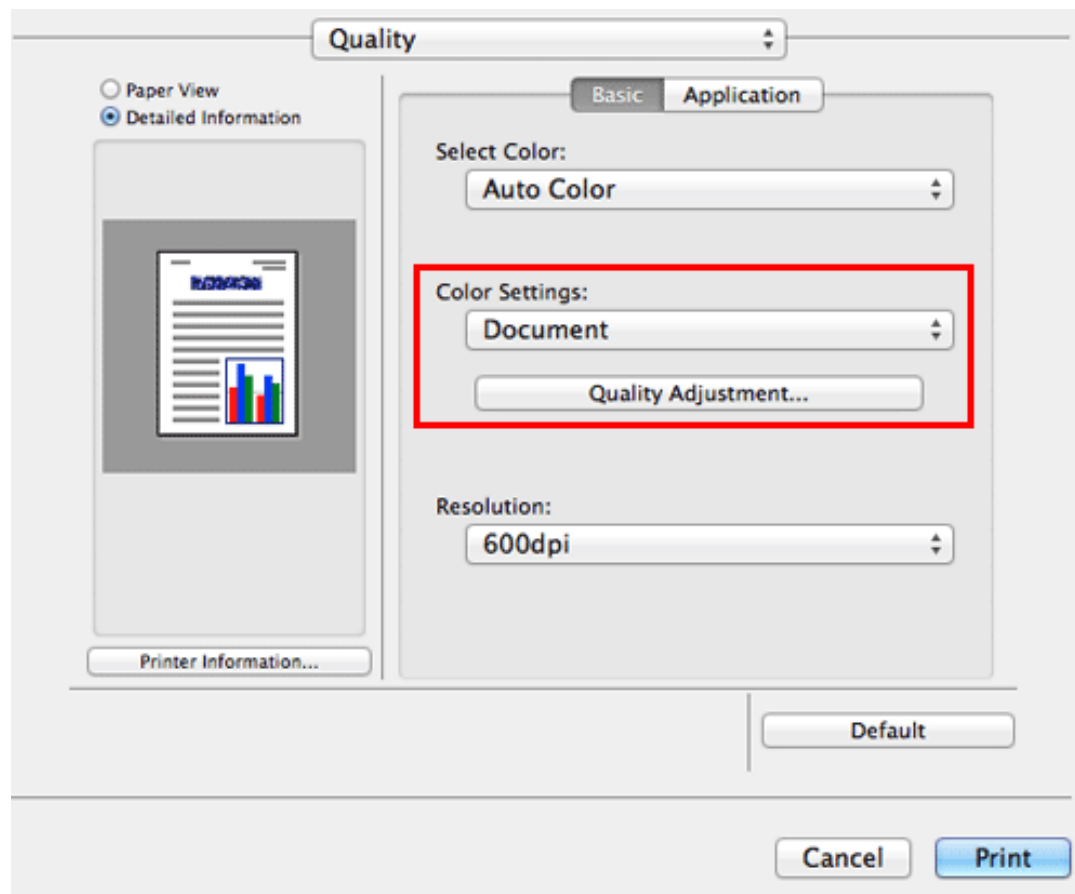 Quality
Paper View
Detailed Information
Printer Information...
Basic Application
Select Color:
Auto Color
Color Settings:
Document
Quality Adjustment...
Resolution:
600dpi
Default
Cancel Print